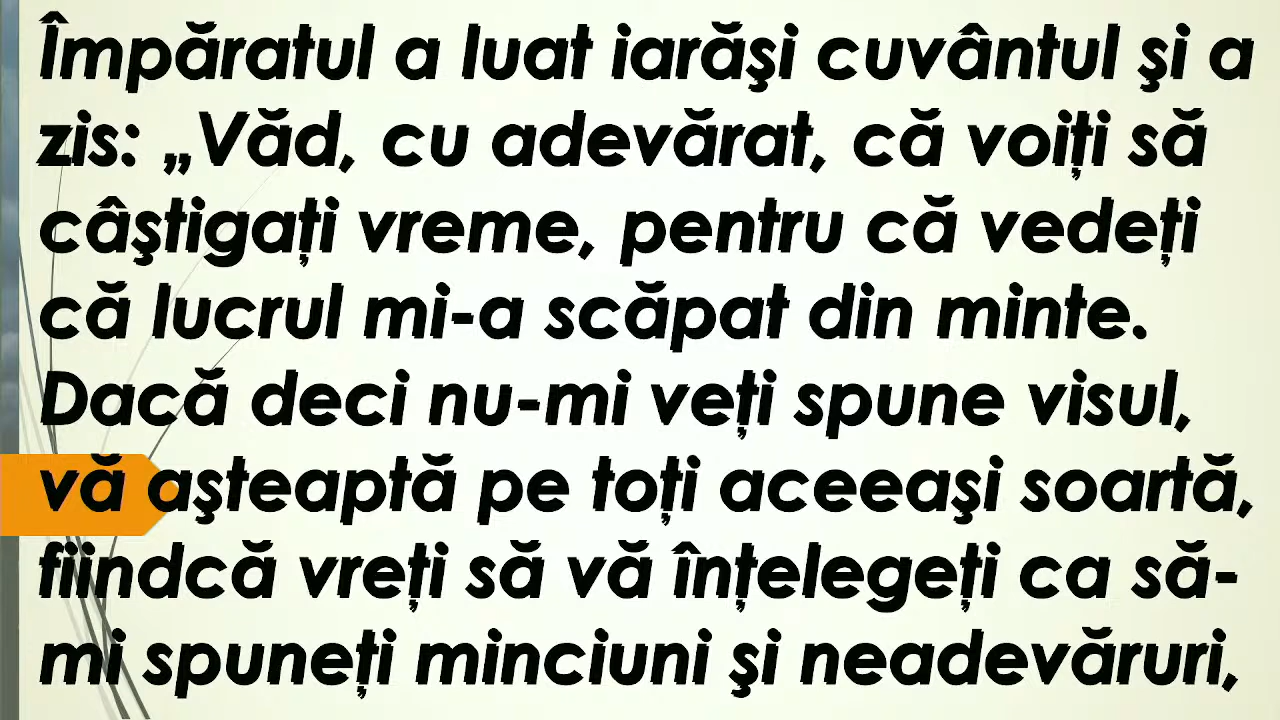 Împăratul a luat iarăşi cuvântul şi a
zis: „Văd, cu adevărat, că voiţi să
câştigaţi vreme, pentru că vedeţi
că lucrul mi-a scăpat din minte.
Dacă deci nu-mi veţi spune visul,
vă aşteaptă pe toţi aceeaşi soartă,
fiindcă vreţi să vă înţelegeţi ca să-
mi spuneţi minciuni şi neadevăruri,